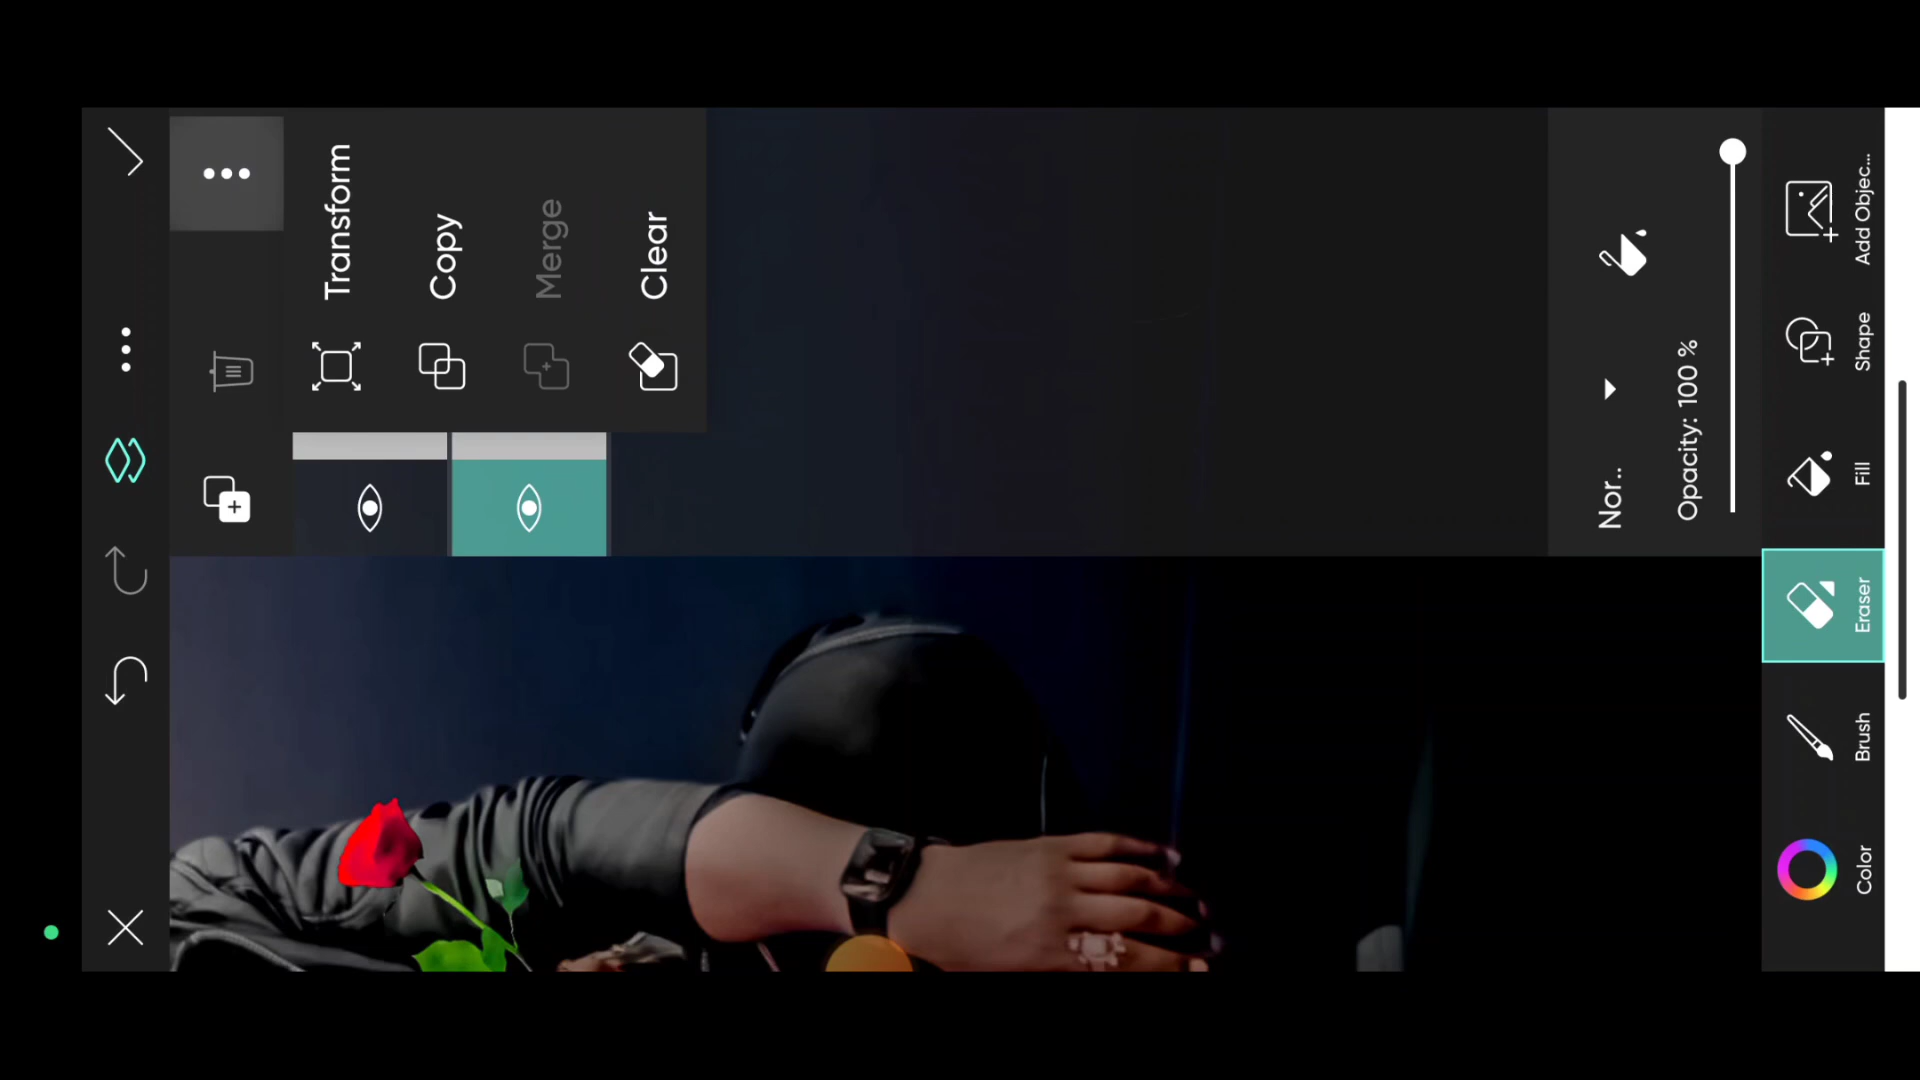 Transform
Copy
Merge
Clear
Nor..
Opacity: 100 %
Color
Brush
Eraser
Fill
Shape
Add Objec...